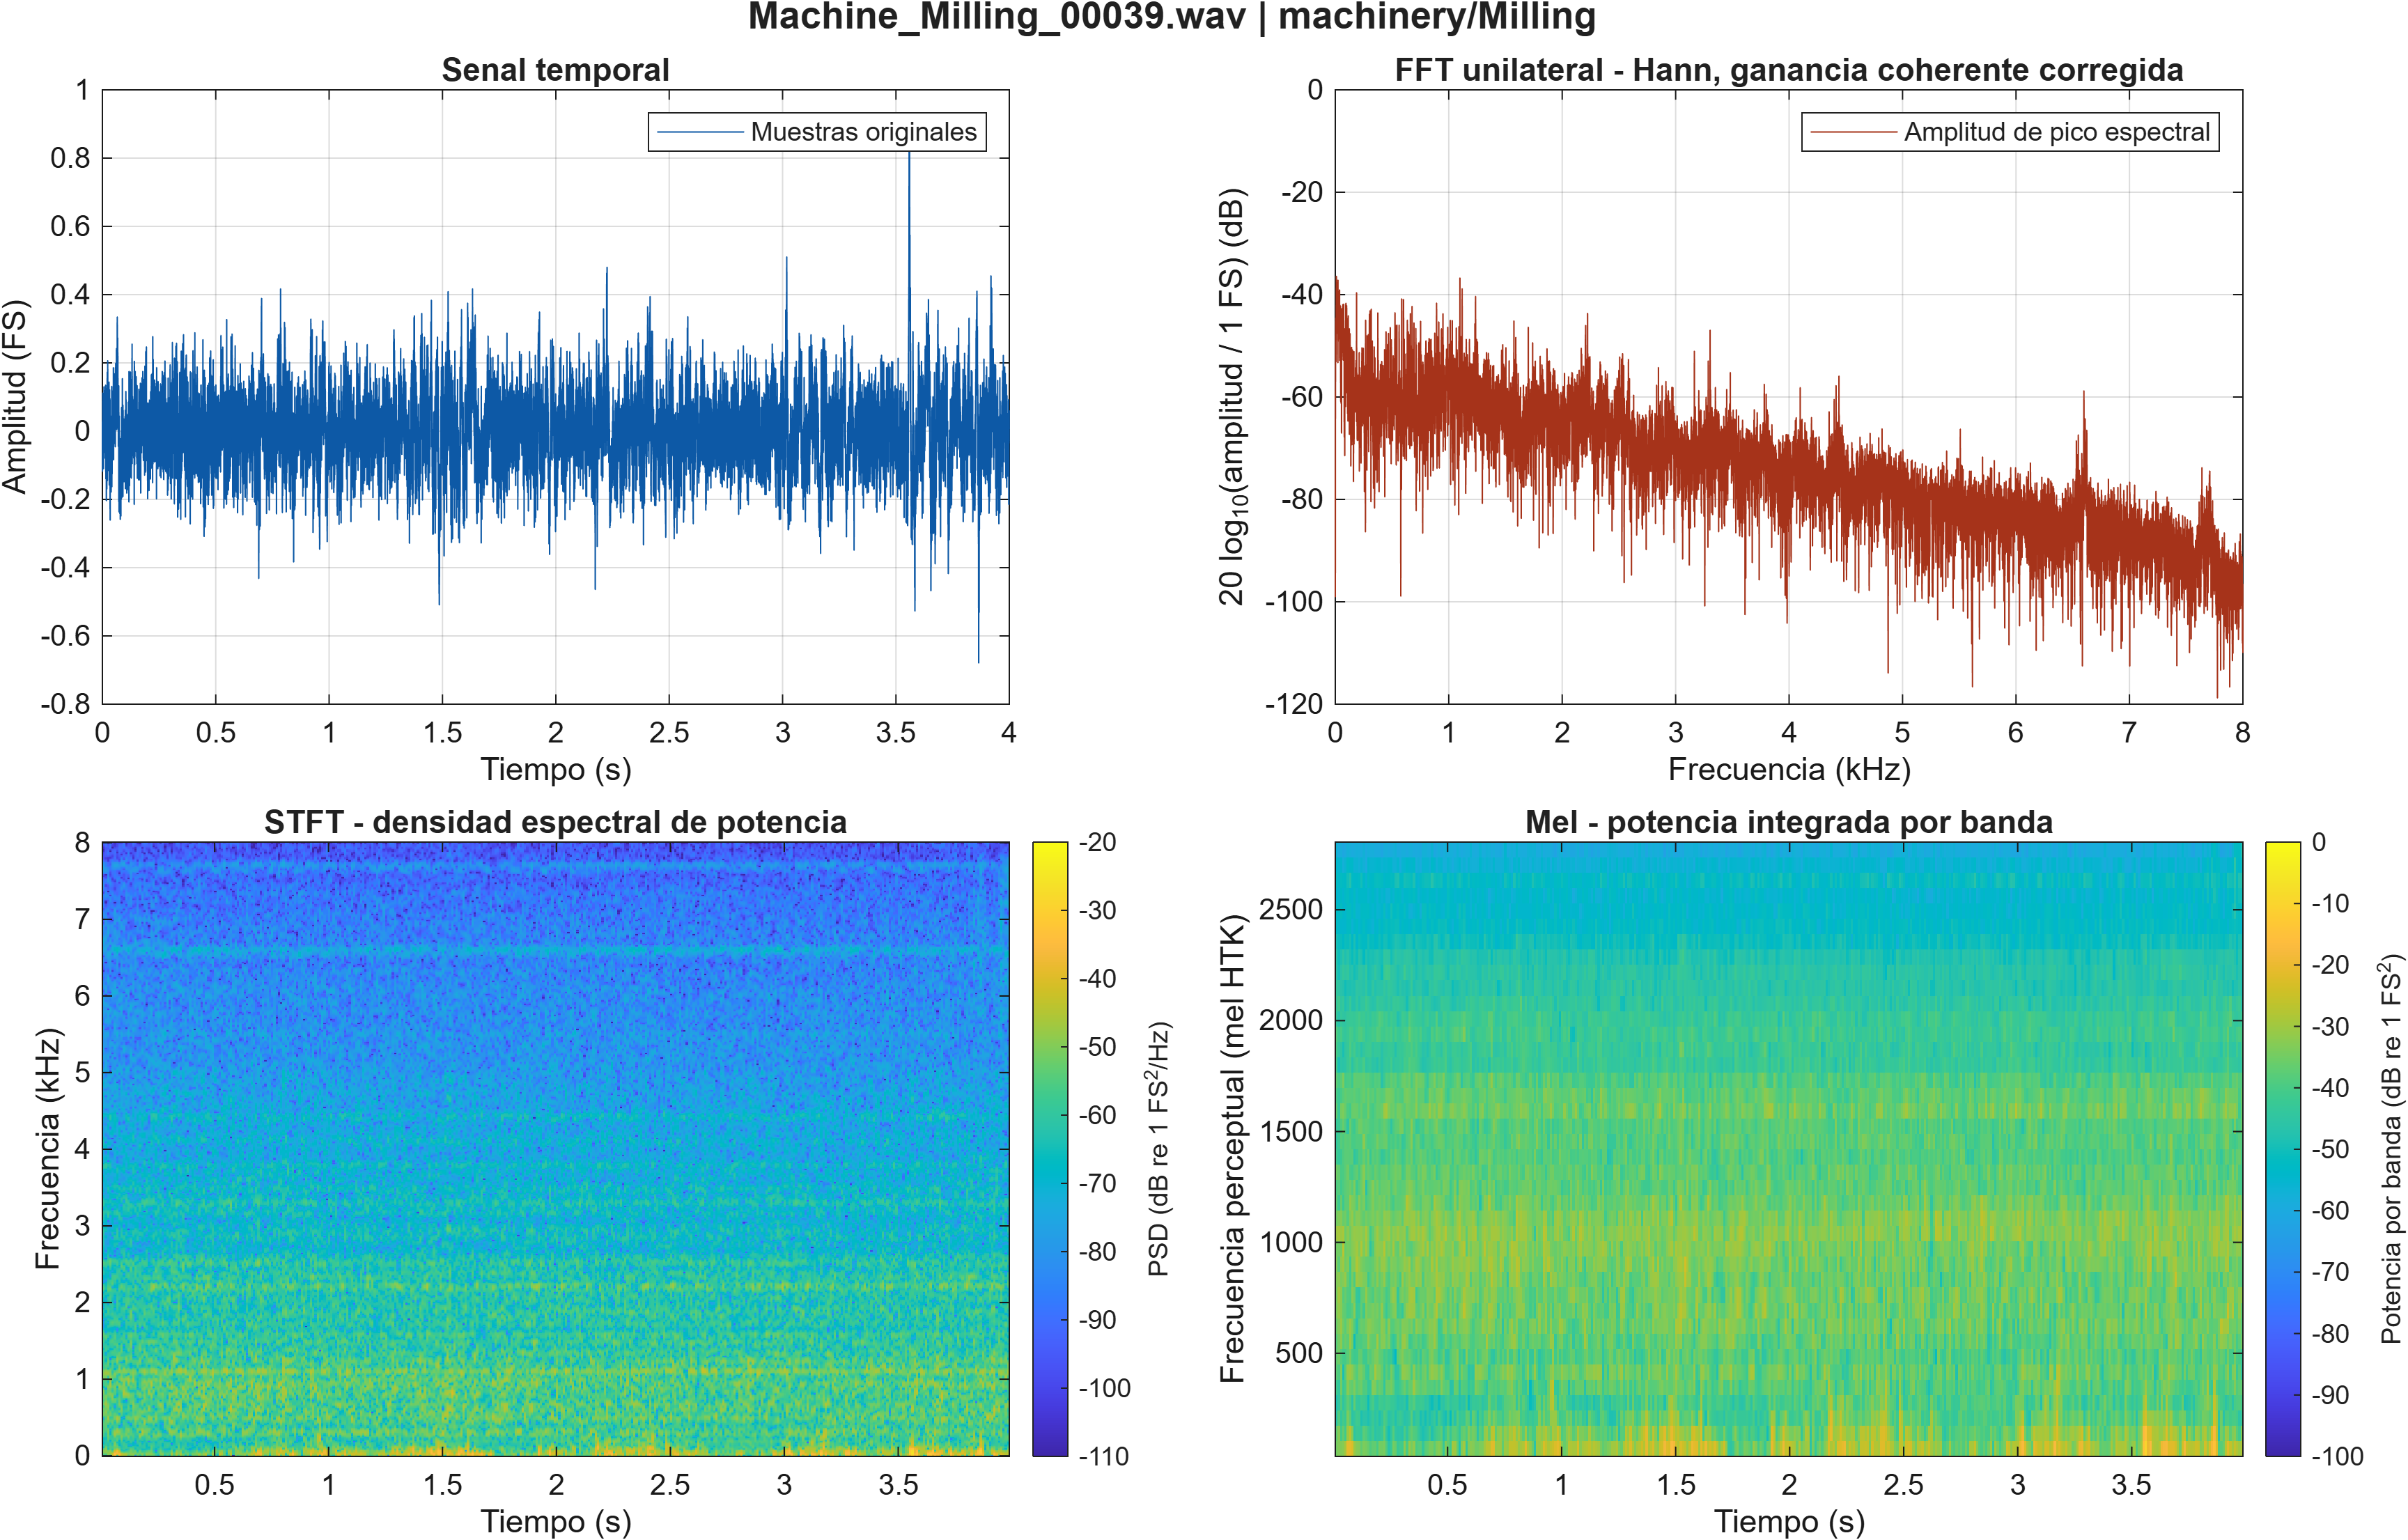 Machine_Milling_00039.wav | machinery/Milling
Senal temporal
Muestras originales
Amplitud (FS)
1
0.8
0.6
0.4
0.2
0
-0.2
-0.4
-0.6
-0.8
0 0.5 1 1.5 2 2.5 3 3.5 4
Tiempo (s)
FFT unilateral - Hann, ganancia coherente corregida
Amplitud de pico espectral
20 log10(amplitud / 1 FS) (dB)
0
-20
-40
-60
-80
-100
-120
0 1 2 3 4 5 6 7 8
Frecuencia (kHz)
STFT - densidad espectral de potencia
Frecuencia (kHz)
8
7
6
5
4
3
2
1
0
0.5 1 1.5 2 2.5 3 3.5
Tiempo (s)
-20
-30
-40
-50
-60
-70
-80
-90
-100
-110
PSD (dB re 1 FS²/Hz)
Mel - potencia integrada por banda
Frecuencia perceptual (mel HTK)
2500
2000
1500
1000
500
0.5 1 1.5 2 2.5 3 3.5
Tiempo (s)
0
-10
-20
-30
-40
-50
-60
-70
-80
-90
-100
Potencia por banda (dB re 1 FS²)